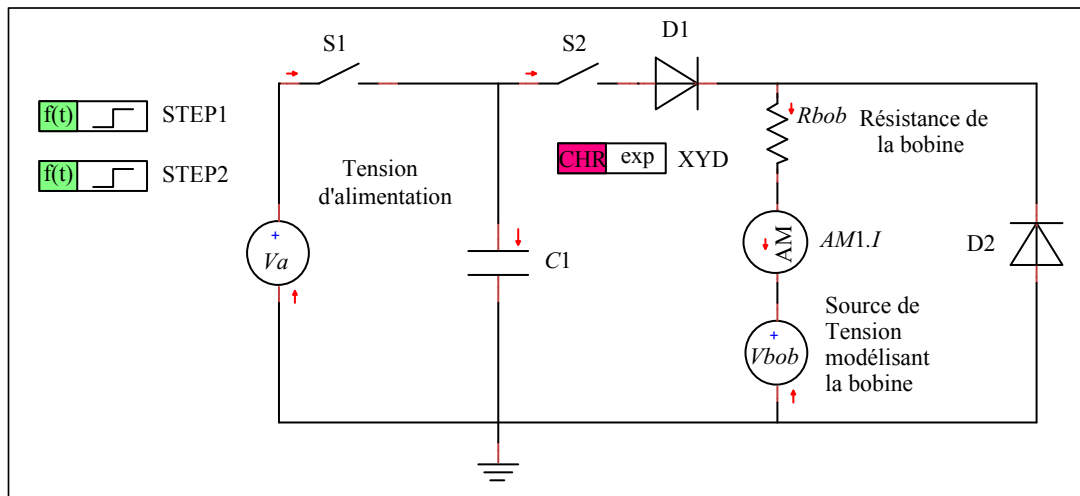 S1
S2
D1
f(t)
STEP1
f(t)
STEP2
Tension
d'alimentation
CHR
exp
XYD
Rbob
Résistance de
la bobine
+
Va
C1
AM
AM1.I
D2
+
Vbob
Source de
Tension
modélisant
la bobine